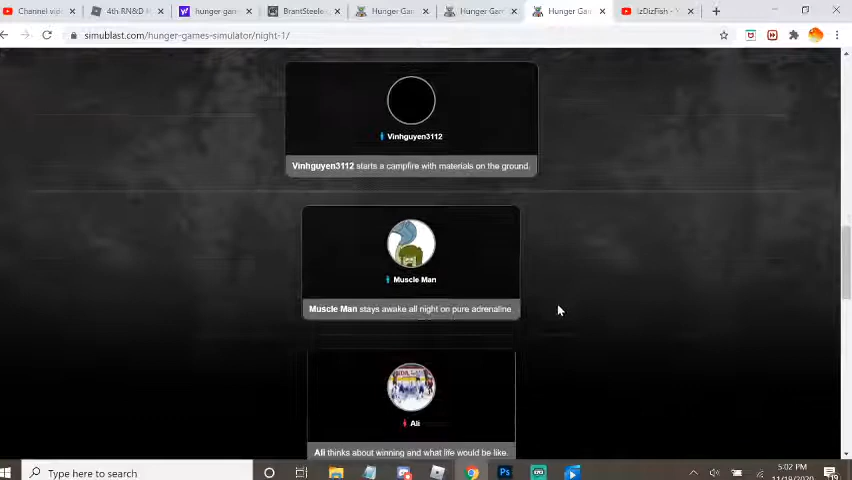 Channel vide
4th RN&D M
hunger gam
BrantSteele
Hunger Gar
Hunger Gam
Hunger Gam
IzDizFish - Y
simublast.com/hunger-games-simulator/night-1/
Vinhguyen3112
Vinhguyen3112 starts a campfire with materials on the ground.
Muscle Man
Muscle Man stays awake all night on pure adrenaline
Ali
Ali thinks about winning and what life would be like.
Type here to search
5:02 PM
11/19/2020